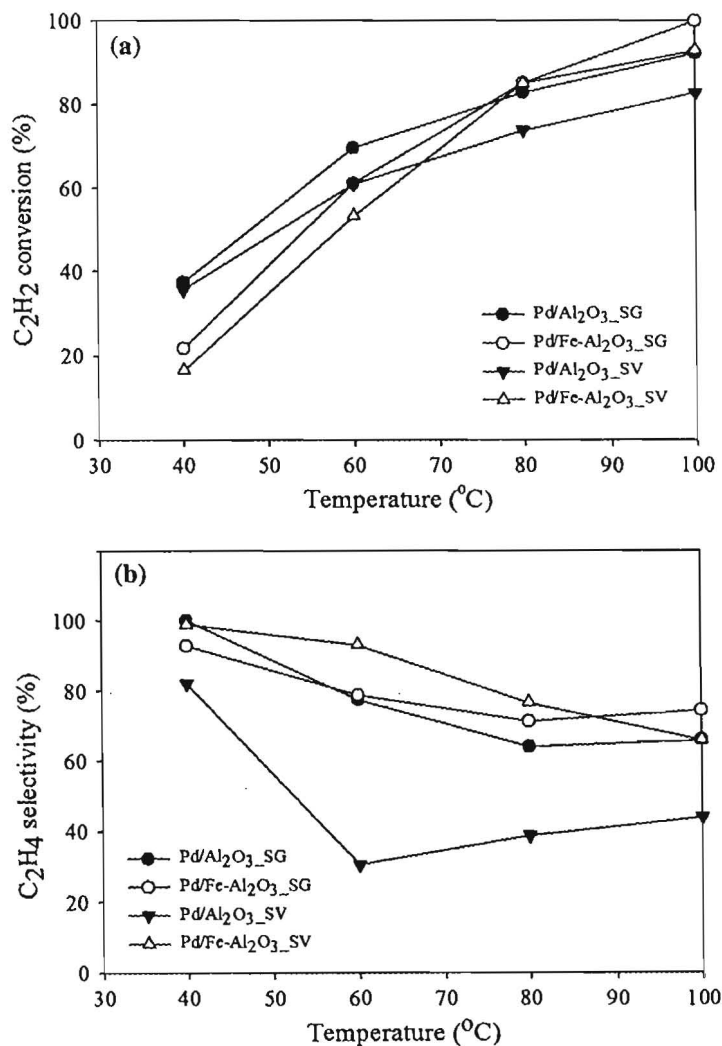 (a)
C2H2 conversion (%)
100
80
60
40
20
0
Pd/Al2O3_SG
Pd/Fe-Al2O3_SG
Pd/Al2O3_SV
Pd/Fe-Al2O3_SV
30 40 50 60 70 80 90 100
Temperature (°C)
(b)
C2H4 selectivity (%)
100
80
60
40
20
0
Pd/Al2O3_SG
Pd/Fe-Al2O3_SG
Pd/Al2O3_SV
Pd/Fe-Al2O3_SV
30 40 50 60 70 80 90 100
Temperature (°C)